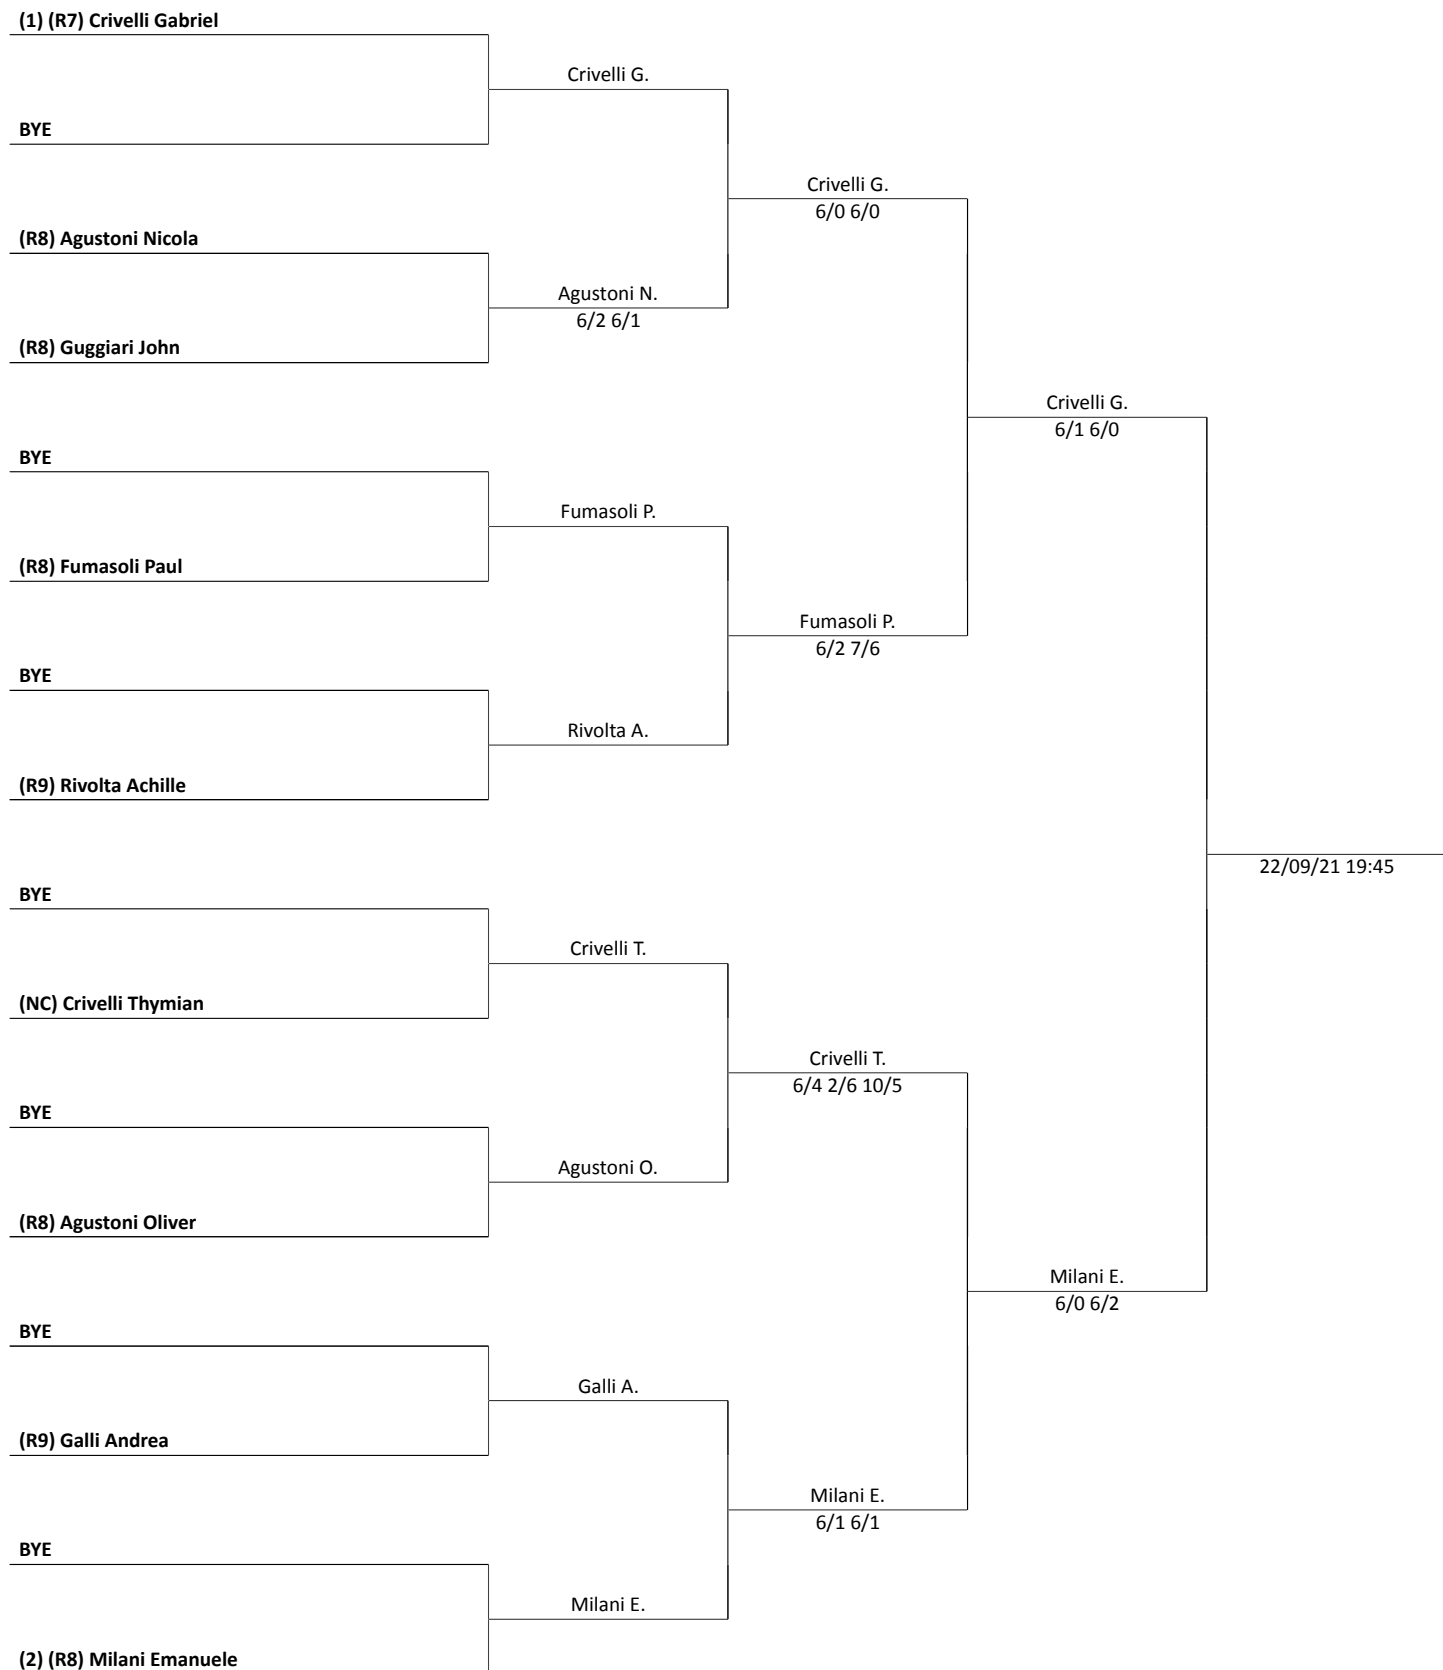 (1) (R7) Crivelli Gabriel
Crivelli G.
BYE
Crivelli G.
6/0 6/0
(R8) Agustoni Nicola
Agustoni N.
6/2 6/1
(R8) Guggiari John
Crivelli G.
6/1 6/0
BYE
Fumasoli P.
(R8) Fumasoli Paul
Fumasoli P.
6/2 7/6
BYE
Rivolta A.
(R9) Rivolta Achille
22/09/21 19:45
BYE
Crivelli T.
(NC) Crivelli Thymian
Crivelli T.
6/4 2/6 10/5
BYE
Agustoni O.
(R8) Agustoni Oliver
Milani E.
6/0 6/2
BYE
Galli A.
(R9) Galli Andrea
Milani E.
6/1 6/1
BYE
Milani E.
(2) (R8) Milani Emanuele